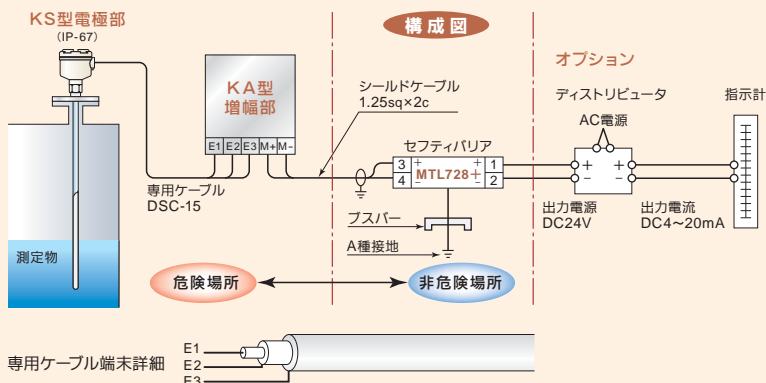 構成図
KS型電極部
(IP-67)
KA型
増幅部
E1 E2 E3 M+ M-
専用ケーブル
DSC-15
測定物
シールドケーブル
1.25sq×2c
セフティバリア
3 + + 1
MTL728+
4 - - 2
ブスバー
A種接地
オプション
ディストリビュータ
AC電源
+ +
- -
出力電源
DC24V
出力電流
DC4~20mA
指示計
危険場所
非危険場所
専用ケーブル端末詳細
E1
E2
E3